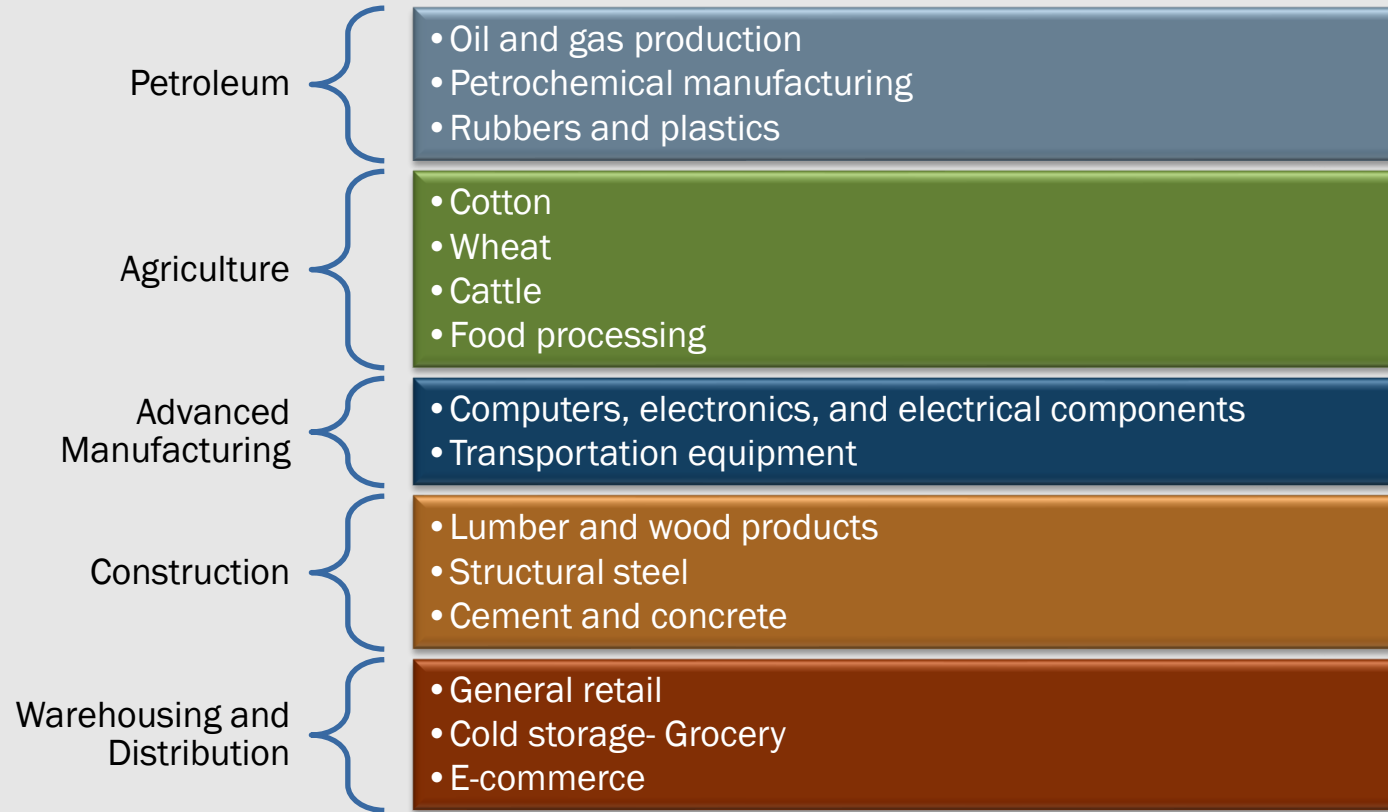 Petroleum
• Oil and gas production
• Petrochemical manufacturing
• Rubbers and plastics
Agriculture
• Cotton
• Wheat
• Cattle
• Food processing
Advanced
Manufacturing
• Computers, electronics, and electrical components
• Transportation equipment
Construction
• Lumber and wood products
• Structural steel
• Cement and concrete
Warehousing and
Distribution
• General retail
• Cold storage- Grocery
• E-commerce